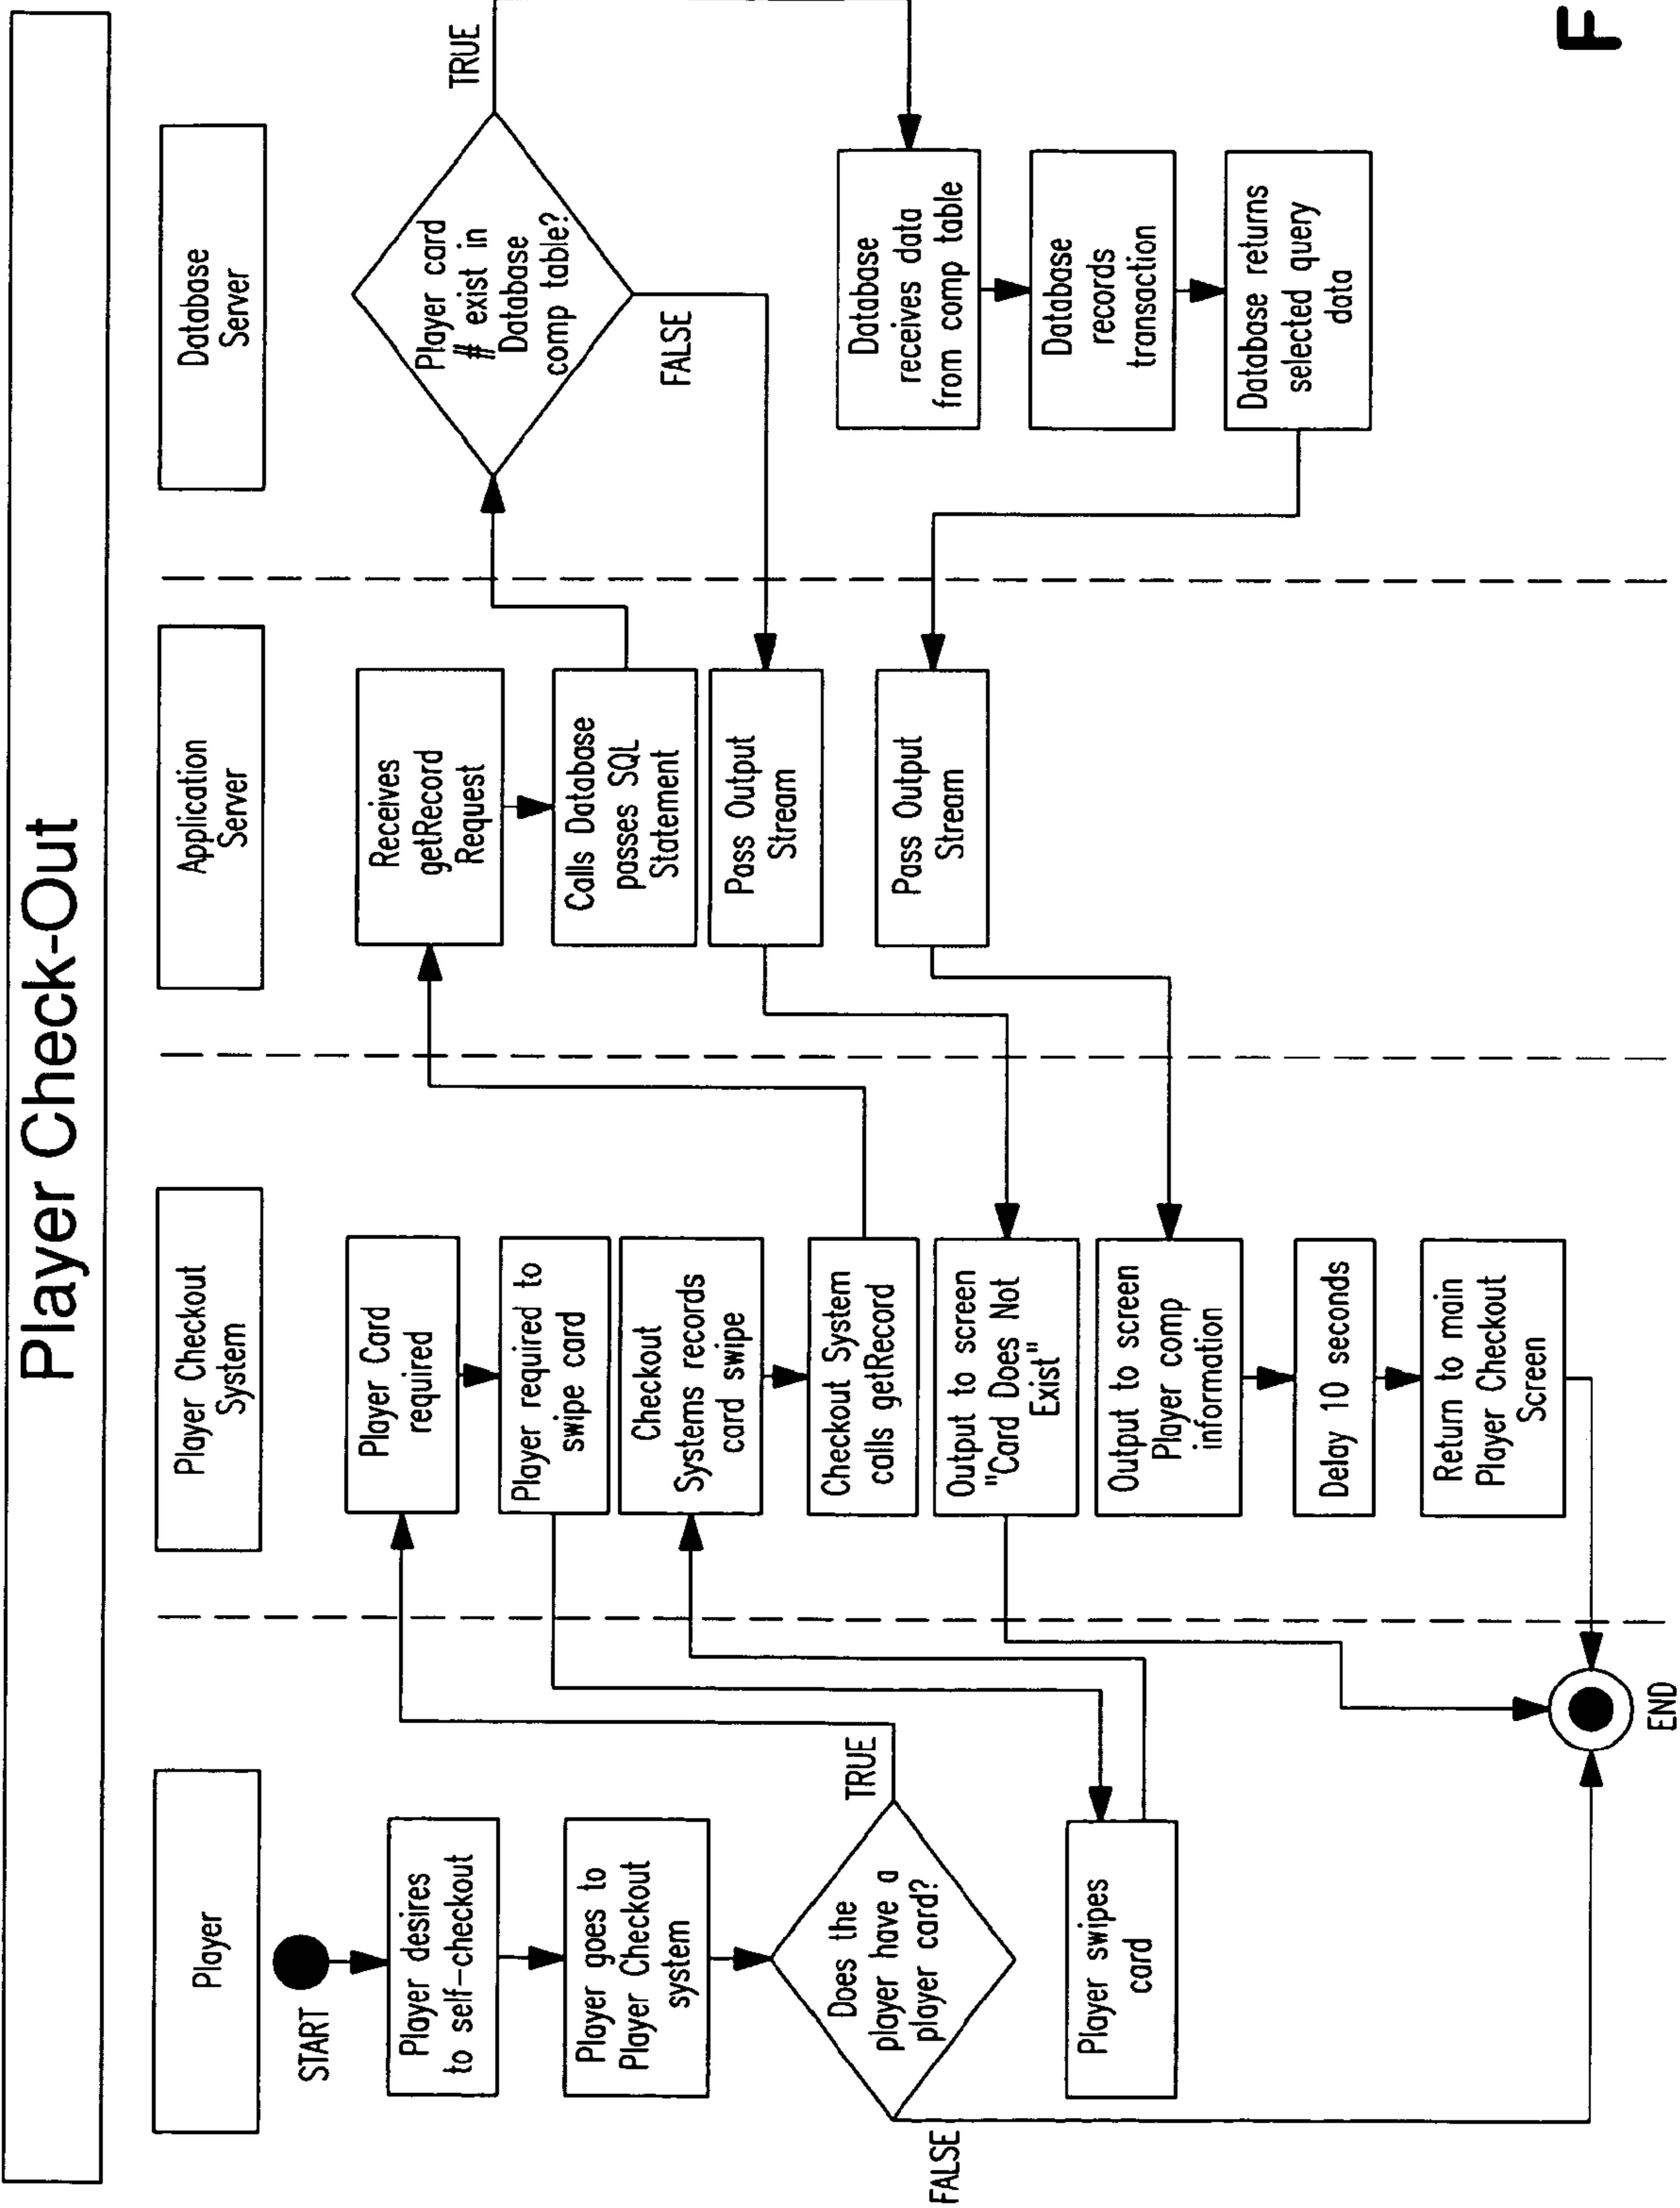 Player Check-Out
Player
Player Checkout
System
Application
Server
Database
Server
START
Player desires
to self-checkout
Player goes to
Player Checkout
system
Does the
player have a
player card?
TRUE
FALSE
Player swipes
card
END
Player Card
required
Player required to
swipe card
Checkout
Systems records
card swipe
Checkout System
calls getRecord
Output to screen
"Card Does Not
Exist"
Output to screen
Player comp
information
Delay 10 seconds
Return to main
Player Checkout
Screen
Receives
getRecord
Request
Calls Database
passes SQL
Statement
Pass Output
Stream
Pass Output
Stream
Player card
# exist in
Database
comp table?
TRUE
FALSE
Database
receives data
from comp table
Database
records
transaction
Database returns
selected query
data
F